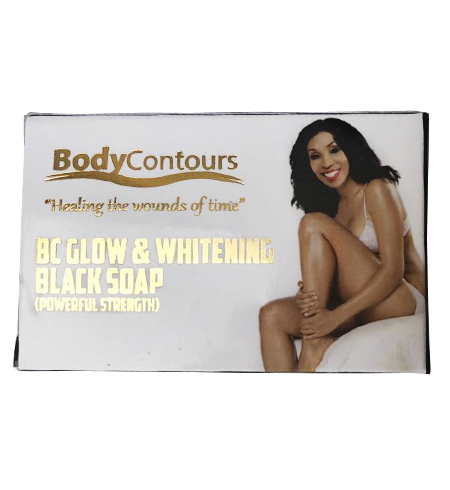 BodyContours
"Healing the wounds of time"
BC GLOW & WHITENING
BLACK SOAP
(POWERFUL STRENGTH)